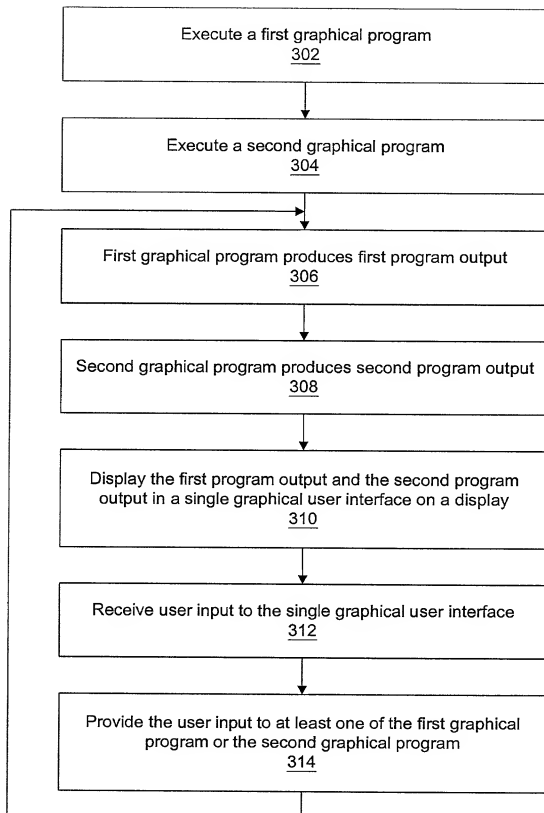 Execute a first graphical program
302
Execute a second graphical program
304
First graphical program produces first program output
306
Second graphical program produces second program output
308
Display the first program output and the second program
output in a single graphical user interface on a display
310
Receive user input to the single graphical user interface
312
Provide the user input to at least one of the first graphical
program or the second graphical program
314